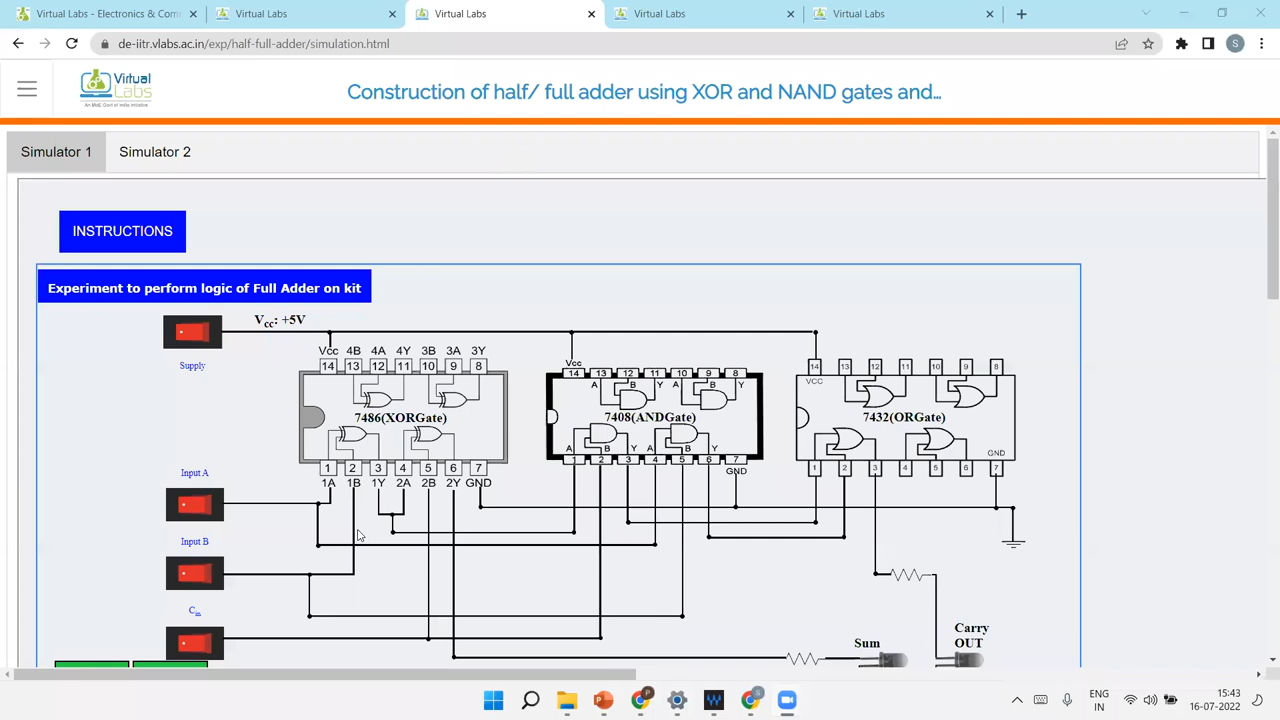 Virtual Labs - Electronics & Com
Virtual Labs
Virtual Labs
Virtual Labs
Virtual Labs
de-iitr.vlabs.ac.in/exp/half-full-adder/simulation.html
S
Virtual
Labs
An MoE Govt of India Initiative
Construction of half/ full adder using XOR and NAND gates and...
Simulator 1
Simulator 2
INSTRUCTIONS
Experiment to perform logic of Full Adder on kit
Vcc: +5V
Supply
Vcc 4B 4A 4Y 3B 3A 3Y
14 13 12 11 10 9 8
7486(XORGate)
1 2 3 4 5 6 7
1A 1B 1Y 2A 2B 2Y GND
Vcc
14 13 12 11 10 9 8
A B Y A B Y
7408(ANDGate)
A B Y A B Y
1 2 3 4 5 6 7
GND
14 13 12 11 10 9 8
VCC
7432(ORGate)
GND
1 2 3 4 5 6 7
Input A
Input B
Cin
Sum
Carry
OUT
P
S
ENG
IN
15:43
16-07-2022